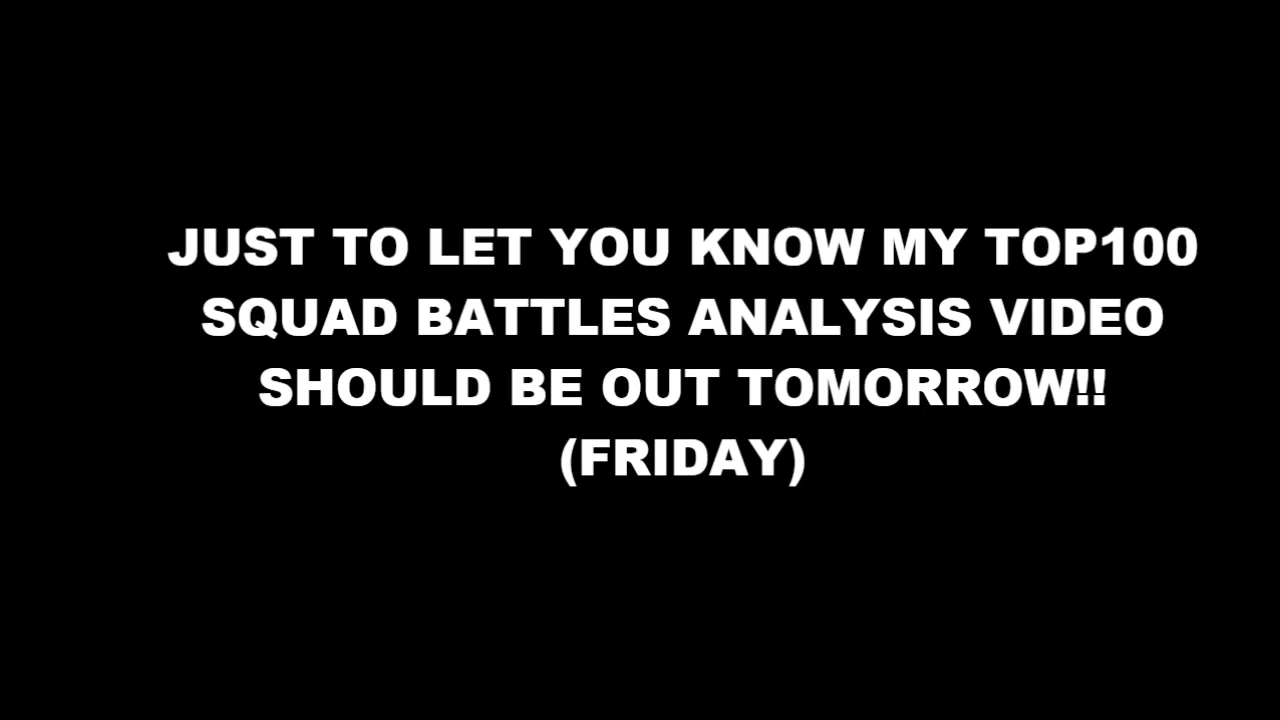 JUST TO LET YOU KNOW MY TOP100
SQUAD BATTLES ANALYSIS VIDEO
SHOULD BE OUT TOMORROW!!
(FRIDAY)